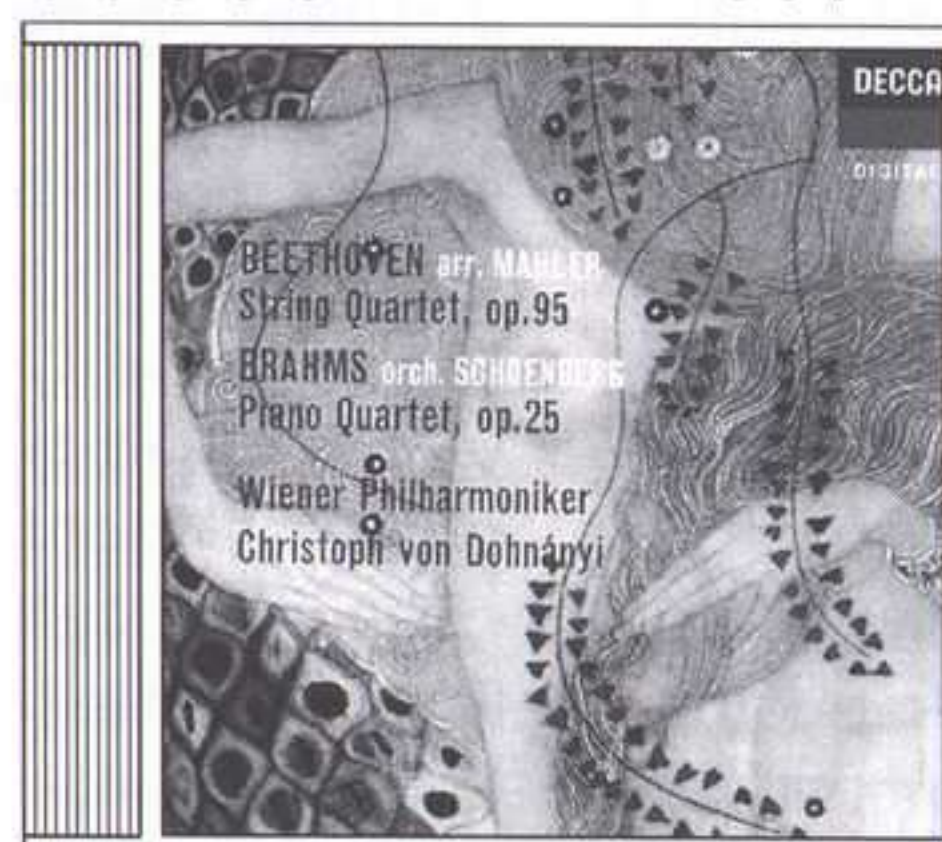 DECCA
DIGITAL
BEETHOVEN arr. MAHLER
String Quartet, op.95
BRAHMS orch. SCHOENBERG
Piano Quartet, op.25
Wiener Philharmoniker
Christoph von Dohnányi